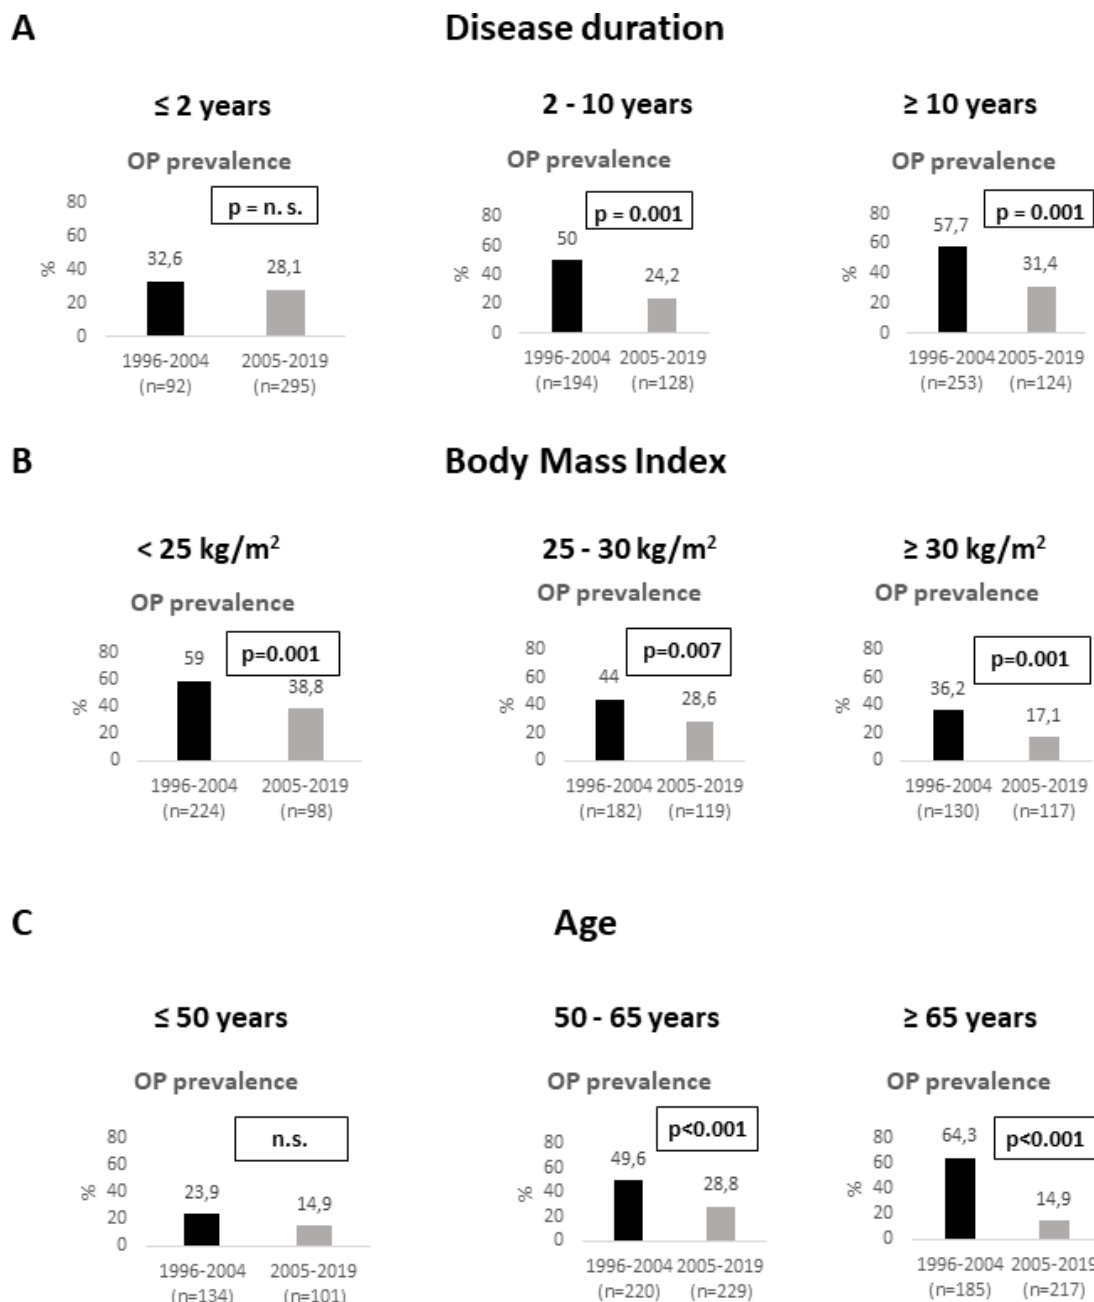 A
Disease duration
≤ 2 years
OP prevalence
p = n. s.
80
60
40
20
0
%
32,6
28,1
1996-2004
2005-2019
(n=92)
(n=295)
2 - 10 years
OP prevalence
p = 0.001
80
60
40
20
0
%
50
24,2
1996-2004
2005-2019
(n=194)
(n=128)
≥ 10 years
OP prevalence
p = 0.001
80
60
40
20
0
%
57,7
31,4
1996-2004
2005-2019
(n=253)
(n=124)
B
Body Mass Index
< 25 kg/m²
OP prevalence
p=0.001
80
60
40
20
0
%
59
38,8
1996-2004
2005-2019
(n=224)
(n=98)
25 - 30 kg/m²
OP prevalence
p=0.007
80
60
40
20
0
%
44
28,6
1996-2004
2005-2019
(n=182)
(n=119)
≥ 30 kg/m²
OP prevalence
p=0.001
80
60
40
20
0
%
36,2
17,1
1996-2004
2005-2019
(n=130)
(n=117)
C
Age
≤ 50 years
OP prevalence
n.s.
80
60
40
20
0
%
23,9
14,9
1996-2004
2005-2019
(n=134)
(n=101)
50 - 65 years
OP prevalence
p<0.001
80
60
40
20
0
%
49,6
28,8
1996-2004
2005-2019
(n=220)
(n=229)
≥ 65 years
OP prevalence
p<0.001
80
60
40
20
0
%
64,3
14,9
1996-2004
2005-2019
(n=185)
(n=217)